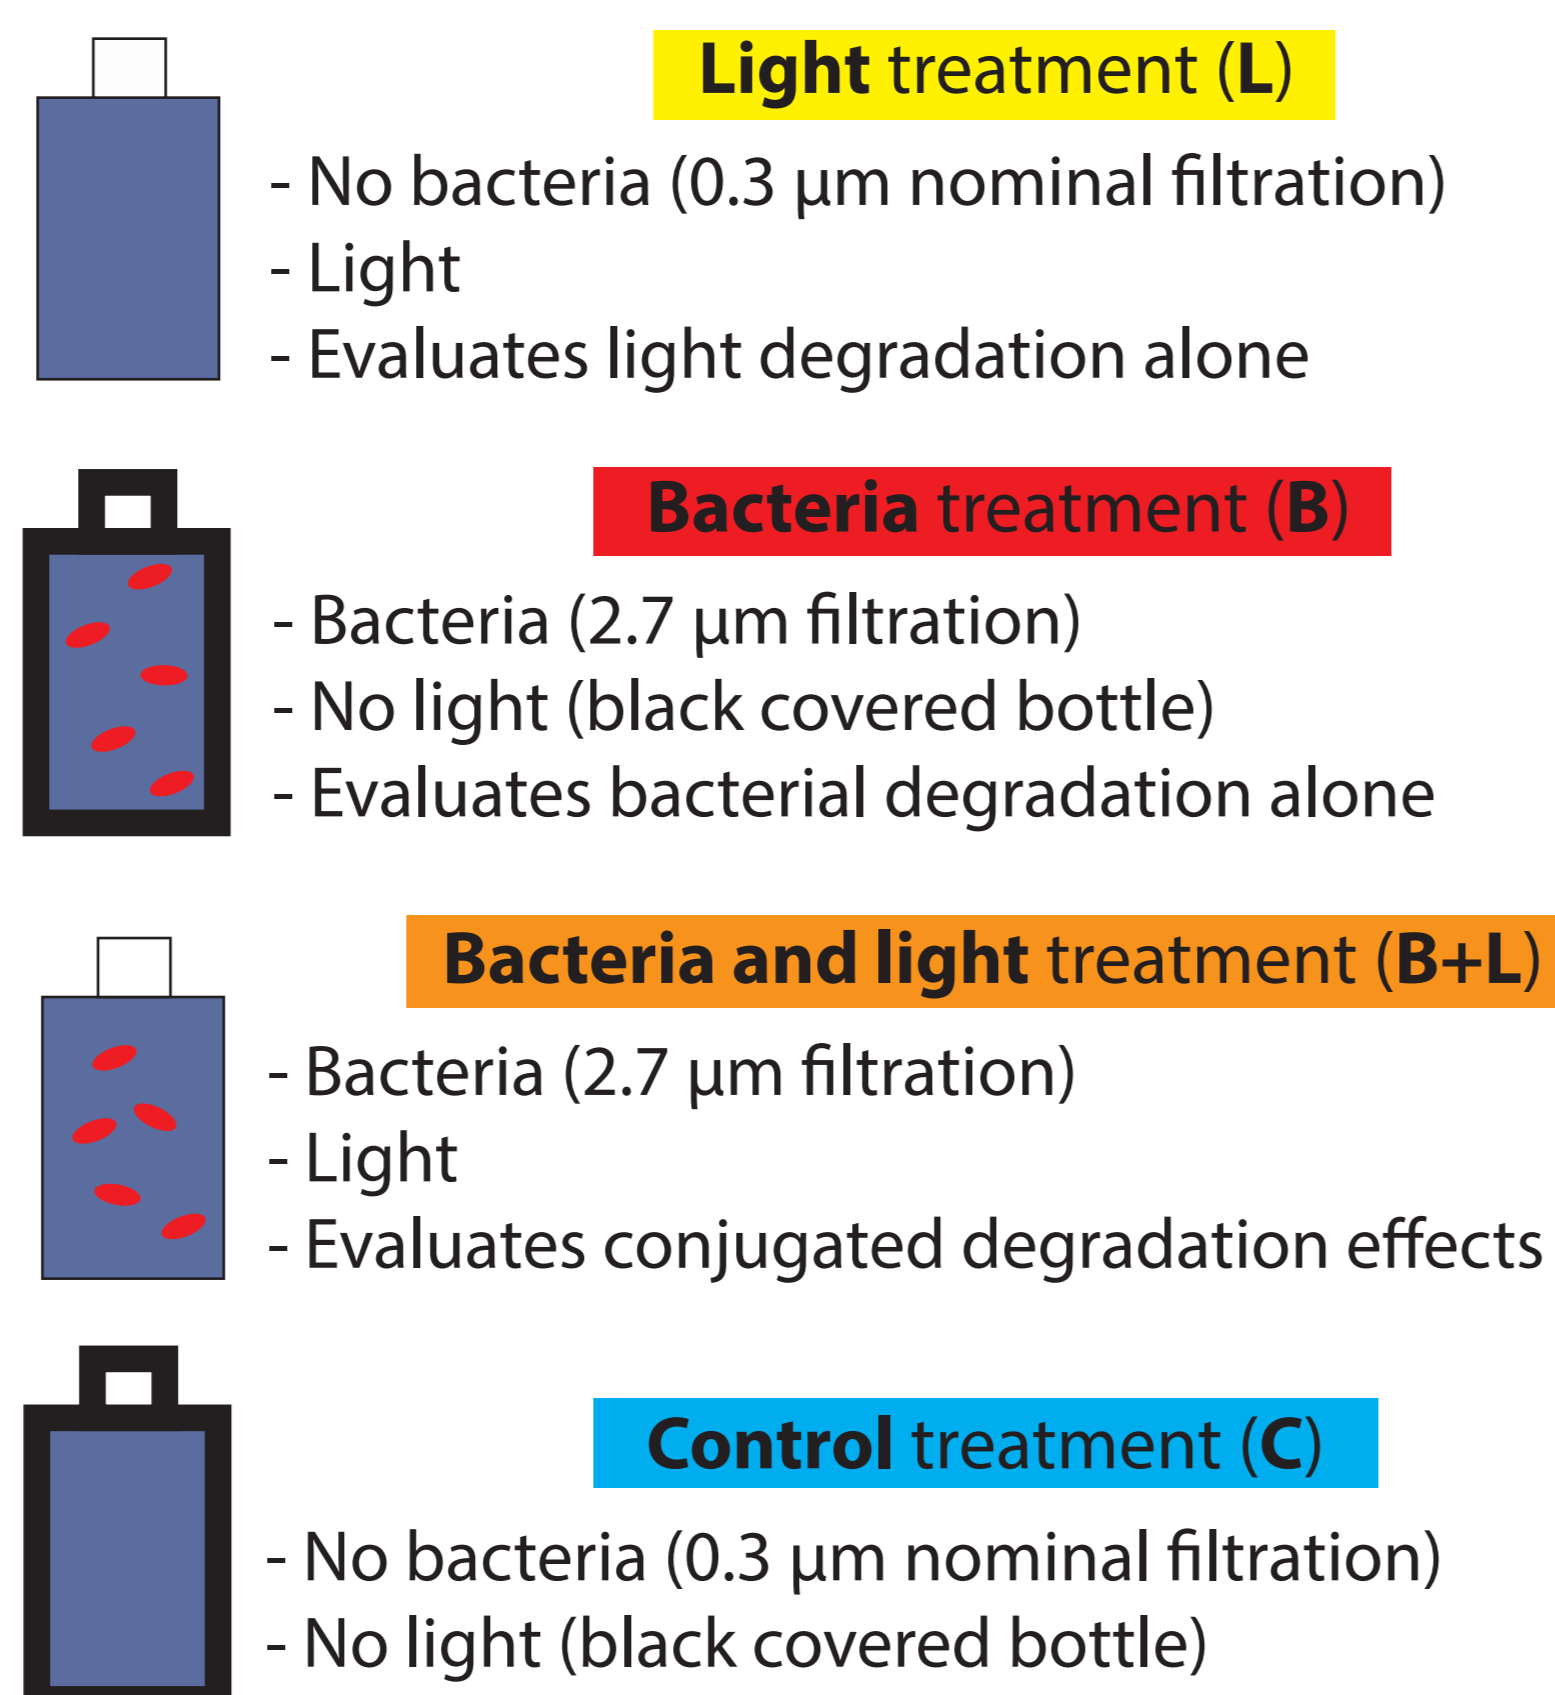 Light treatment (L)
- No bacteria (0.3 µm nominal filtration)
- Light
- Evaluates light degradation alone
Bacteria treatment (B)
- Bacteria (2.7 µm filtration)
- No light (black covered bottle)
- Evaluates bacterial degradation alone
Bacteria and light treatment (B+L)
- Bacteria (2.7 µm filtration)
- Light
- Evaluates conjugated degradation effects
Control treatment (C)
- No bacteria (0.3 µm nominal filtration)
- No light (black covered bottle)